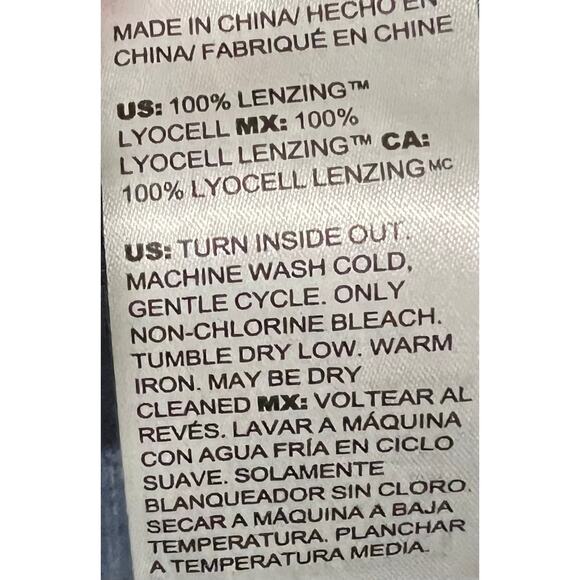 MADE IN CHINA/ HECHO EN
CHINA/ FABRIQUÉ EN CHINE
US: 100% LENZING™
LYOCELL MX: 100%
LYOCELL LENZING™ CA:
100% LYOCELL LENZING MC
US: TURN INSIDE OUT.
MACHINE WASH COLD,
GENTLE CYCLE. ONLY
NON-CHLORINE BLEACH.
TUMBLE DRY LOW. WARM
IRON. MAY BE DRY
CLEANED MX: VOLTEAR AL
REVÉS. LAVAR A MÁQUINA
CON AGUA FRÍA EN CICLO
SUAVE. SOLAMENTE
BLANQUEADOR SIN CLORO.
SECAR A MÁQUINA A BAJA
TEMPERATURA. PLANCHAR
A TEMPERATURA MEDIA.